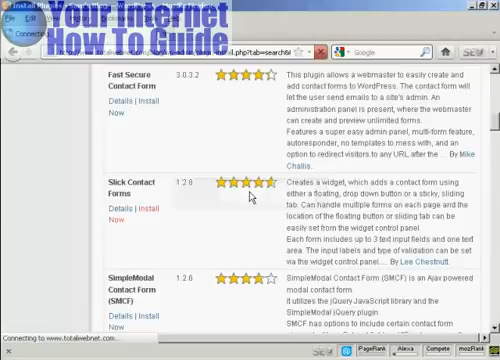 Install Plugins
Internet
How To Guide
Connecting...
install.php?tab=search&
Google
Fast Secure Contact Form
3.0.3.2
Details | Install Now
This plugin allows a webmaster to easily create and
add contact forms to WordPress. The contact form
will let the user send emails to a site's admin. An
administration panel is present, where the webmaster
can create and preview unlimited forms.
Features a super easy admin panel, multi-form feature,
autoresponder, no templates to mess with, and an
option to redirect visitors to any URL after the ... By Mike
Challis.
Slick Contact Forms
1.2.8
Details | Install Now
Creates a widget, which adds a contact form using
either a floating, drop down button or a sticky, sliding
tab. Can handle multiple forms on each page and the
location of the floating button or sliding tab can be
easily set from the widget control panel
Each form includes up to 3 text input fields and one text
area. The input labels and type of validation can be
set via the widget control panel.... By Lee Chestnutt.
SimpleModal Contact Form (SMCF)
1.2.6
Details | Install
SimpleModal Contact Form (SMCF) is an Ajax powered
modal contact form.
It utilizes the jQuery JavaScript library and the
SimpleModal jQuery plugin.
SMCF has options to include certain contact form
Connecting to www.totalwebnet.com...
PageRank
Alexa
Compete
mozRank